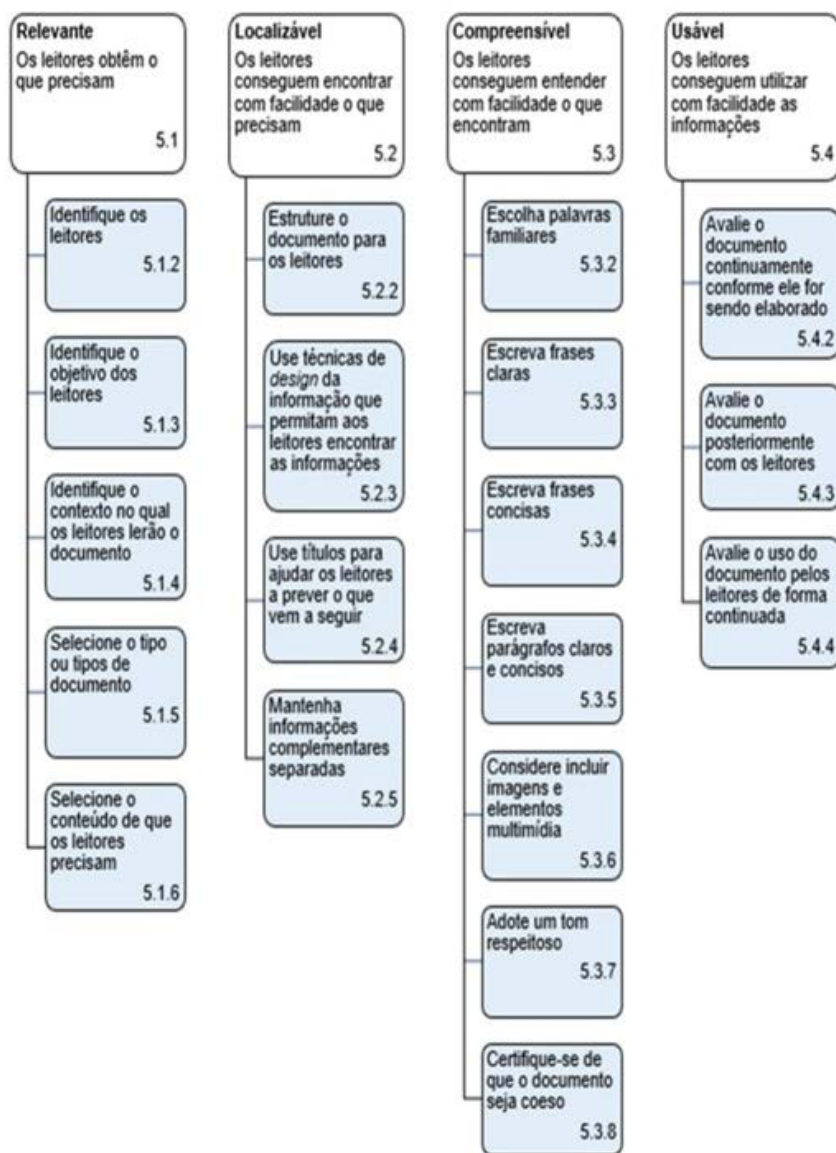 Relevante
Os leitores obtêm o
que precisam
5.1
Identifique os
leitores
5.1.2
Identifique o
objetivo dos
leitores
5.1.3
Identifique o
contexto no qual
os leitores lerão o
documento
5.1.4
Selecione o tipo
ou tipos de
documento
5.1.5
Selecione o
conteúdo de que
os leitores
precisam
5.1.6
Localizável
Os leitores
conseguem encontrar
com facilidade o que
precisam
5.2
Estruture o
documento para
os leitores
5.2.2
Use técnicas de
design da
informação que
permitam aos
leitores encontrar
as informações
5.2.3
Use títulos para
ajudar os leitores
a prever o que
vem a seguir
5.2.4
Mantenha
informações
complementares
separadas
5.2.5
Compreensível
Os leitores
conseguem entender
com facilidade o que
encontram
5.3
Escolha palavras
familiares
5.3.2
Escreva frases
claras
5.3.3
Escreva frases
concisas
5.3.4
Escreva
parágrafos claros
e concisos
5.3.5
Considere incluir
imagens e
elementos
multimídia
5.3.6
Adote um tom
respeitoso
5.3.7
Certifique-se de
que o documento
seja coeso
5.3.8
Usável
Os leitores
conseguem utilizar
com facilidade as
informações
5.4
Avalie o
documento
continuamente
conforme ele for
sendo elaborado
5.4.2
Avalie o
documento
posteriormente
com os leitores
5.4.3
Avalie o uso do
documento pelos
leitores de forma
continuada
5.4.4